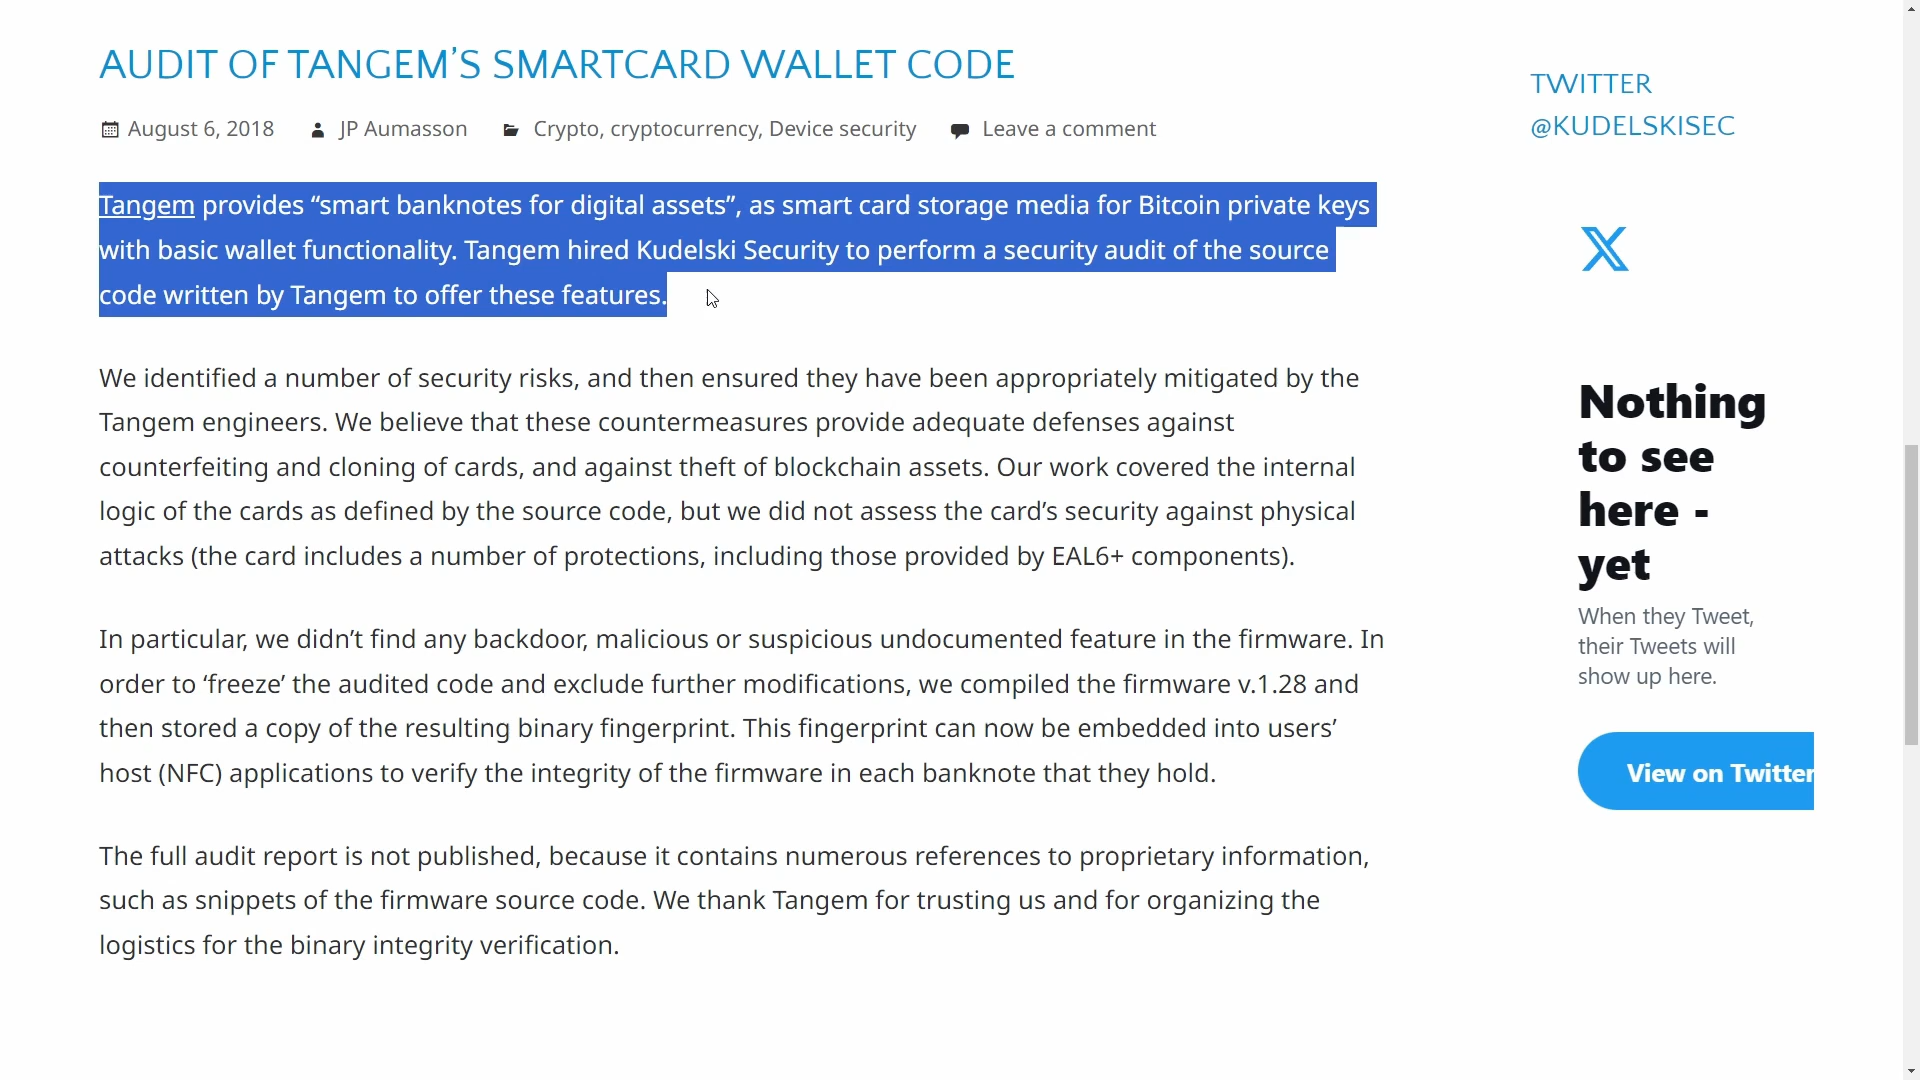 AUDIT OF TANGEM’S SMARTCARD WALLET CODE
August 6, 2018 JP Aumasson Crypto, cryptocurrency, Device security Leave a comment
Tangem provides “smart banknotes for digital assets”, as smart card storage media for Bitcoin private keys
with basic wallet functionality. Tangem hired Kudelski Security to perform a security audit of the source
code written by Tangem to offer these features.
We identified a number of security risks, and then ensured they have been appropriately mitigated by the
Tangem engineers. We believe that these countermeasures provide adequate defenses against
counterfeiting and cloning of cards, and against theft of blockchain assets. Our work covered the internal
logic of the cards as defined by the source code, but we did not assess the card’s security against physical
attacks (the card includes a number of protections, including those provided by EAL6+ components).
In particular, we didn’t find any backdoor, malicious or suspicious undocumented feature in the firmware. In
order to ‘freeze’ the audited code and exclude further modifications, we compiled the firmware v.1.28 and
then stored a copy of the resulting binary fingerprint. This fingerprint can now be embedded into users’
host (NFC) applications to verify the integrity of the firmware in each banknote that they hold.
The full audit report is not published, because it contains numerous references to proprietary information,
such as snippets of the firmware source code. We thank Tangem for trusting us and for organizing the
logistics for the binary integrity verification.
TWITTER
@KUDELSKISEC
Nothing
to see
here -
yet
When they Tweet,
their Tweets will
show up here.
View on Twitter